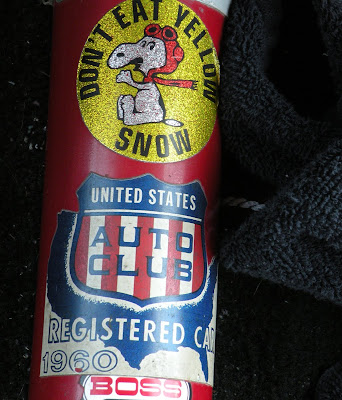 DON'T EAT YELLOW
SNOW
UNITED STATES
AUTO
CLUB
REGISTERED CAR
1960
BOSS